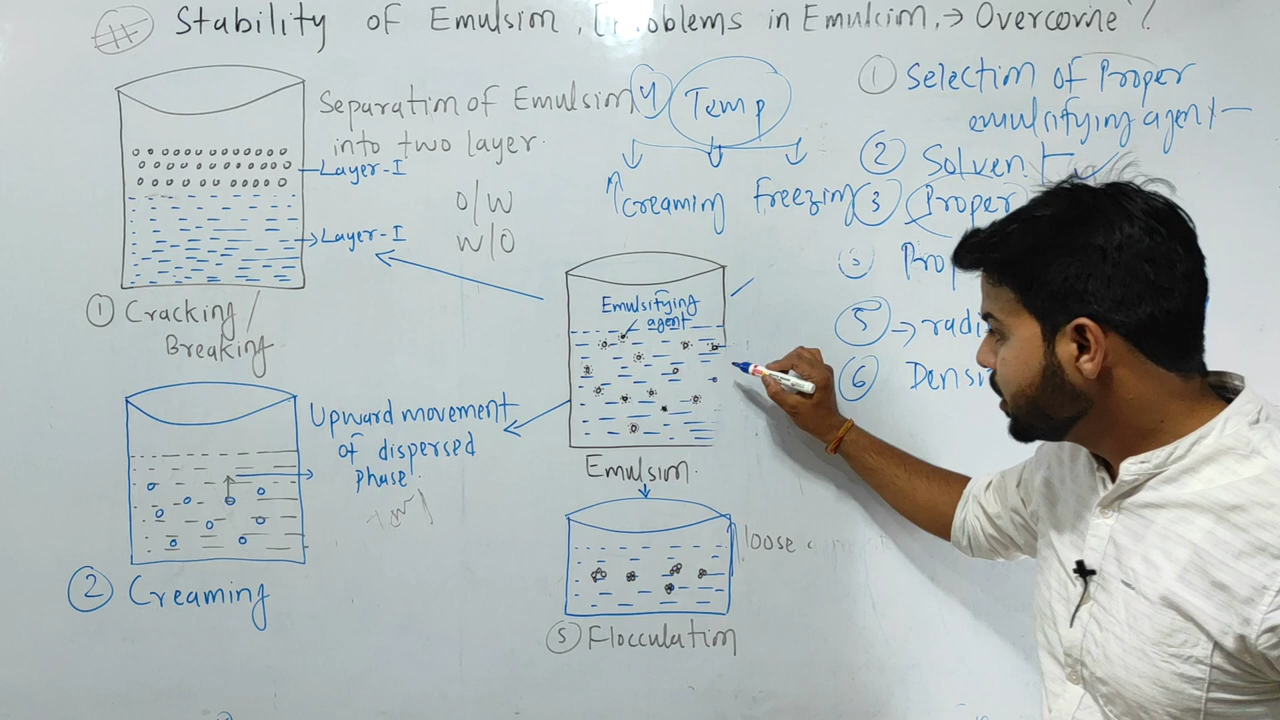 Stability of Emulsion, Problems in Emulsion, → Overcome ?
Separation of Emulsion
into two layer.
O/W
W/O
Layer-I
Layer-I
① Cracking /
Breaking
Upward movement
of dispersed
phase.
② Creaming
④ Temp
↑ Creaming Freezing
Emulsifying
agent
Emulsion.
loose
⑤ Flocculation
① Selection of Proper
emulsifying agent
② Solvent ✓
③ Proper
Prop
⑤ → radi
⑥ Densi